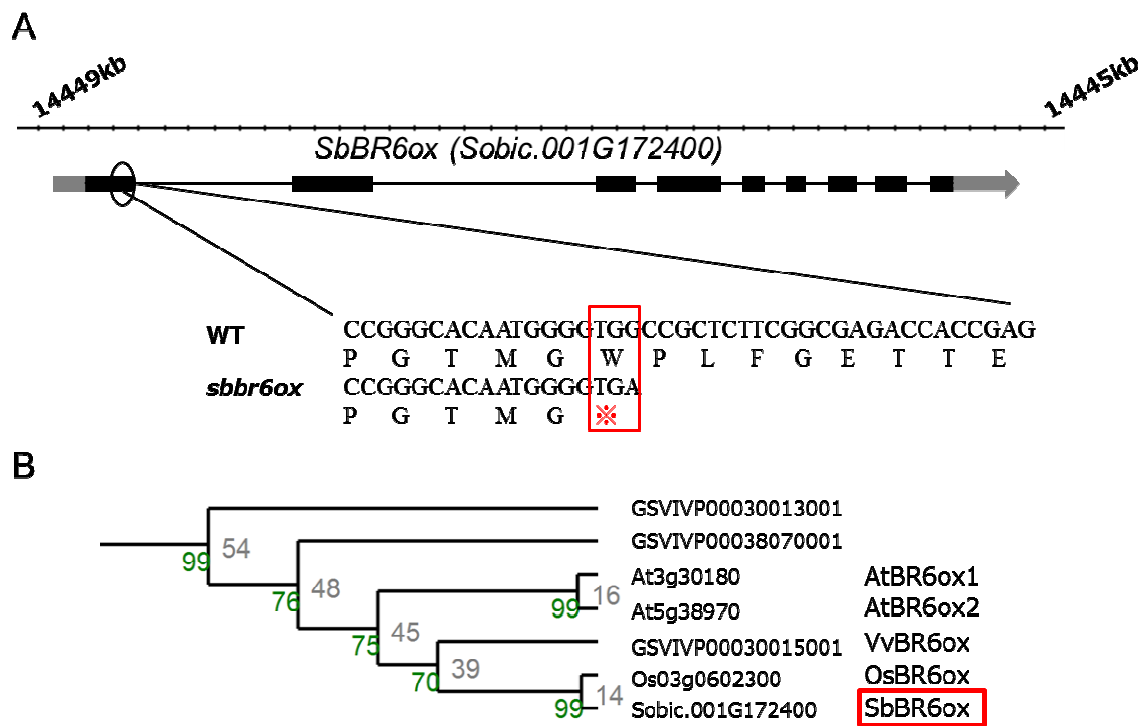 A
14449kb
14445kb
SbBR6ox (Sobic.001G172400)
WT
CCGGGCACAATGGGGTGGCCGCTCTTCGGCGAGACCACCGAG
P G T M G W P L F G E T T E
sbbr6ox
CCGGGCACAATGGGGTGA
P G T M G ※
B
GSVIVP00030013001
99 54
GSVIVP00038070001
76 48
At3g30180 AtBR6ox1
99 16
At5g38970 AtBR6ox2
75 45
GSVIVP00030015001 VvBR6ox
70 39
Os03g0602300 OsBR6ox
99 14
Sobic.001G172400 SbBR6ox